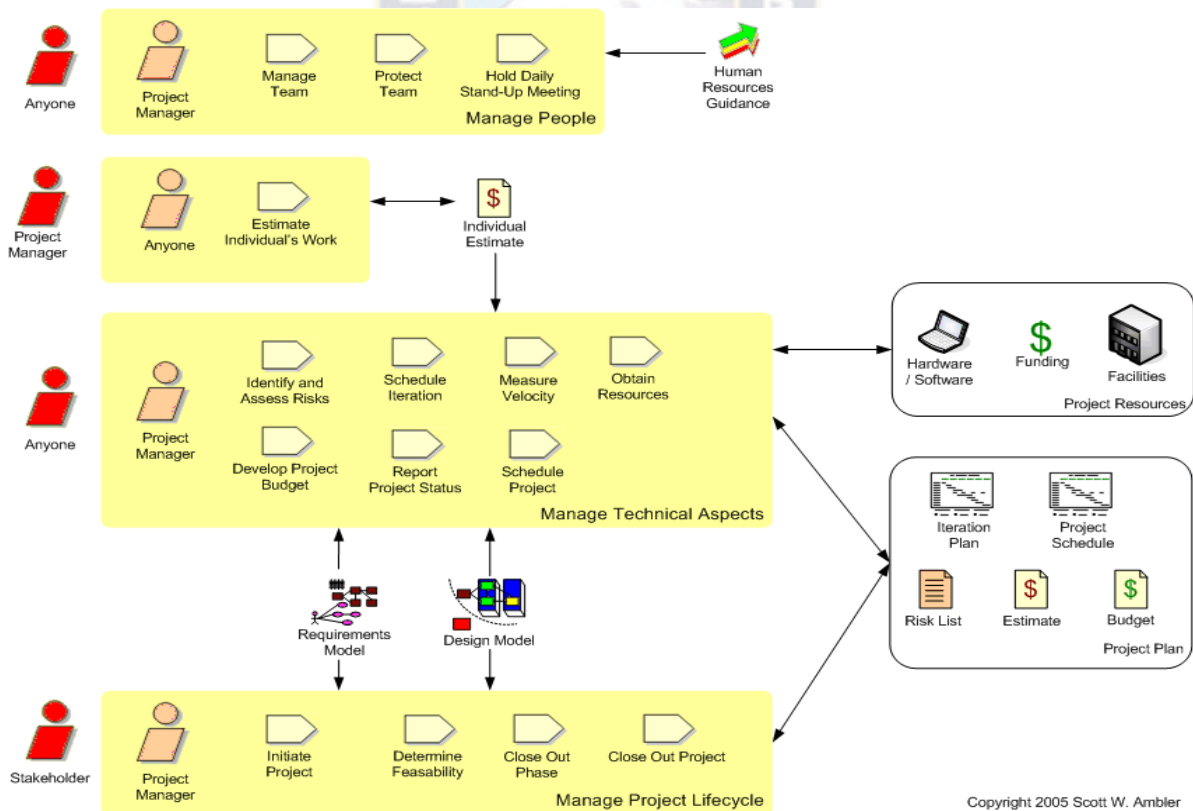 Anyone
Project
Manager
Manage
Team
Protect
Team
Hold Daily
Stand-Up Meeting
Manage People
Human
Resources
Guidance
Project
Manager
Anyone
Estimate
Individual's Work
$
Individual
Estimate
Anyone
Project
Manager
Identify and
Assess Risks
Schedule
Iteration
Measure
Velocity
Obtain
Resources
Develop Project
Budget
Report
Project Status
Schedule
Project
Manage Technical Aspects
Hardware
/ Software
$
Funding
Facilities
Project Resources
Iteration
Plan
Project
Schedule
Risk List
$
Estimate
$
Budget
Project Plan
Requirements
Model
Design Model
Stakeholder
Project
Manager
Initiate
Project
Determine
Feasability
Close Out
Phase
Close Out Project
Manage Project Lifecycle
Copyright 2005 Scott W. Ambler